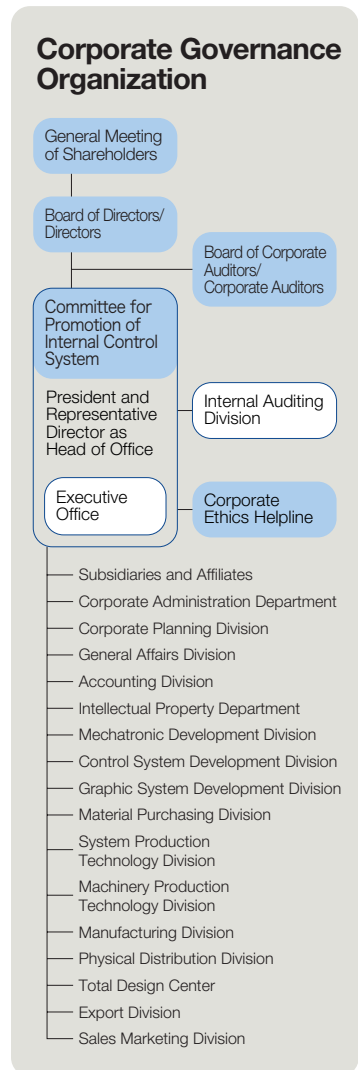 Corporate Governance
Organization
General Meeting
of Shareholders
Board of Directors/
Directors
Board of Corporate
Auditors/
Corporate Auditors
Committee for
Promotion of
Internal Control
System
President and
Representative
Director as
Head of Office
Internal Auditing
Division
Executive
Office
Corporate
Ethics Helpline
Subsidiaries and Affiliates
Corporate Administration Department
Corporate Planning Division
General Affairs Division
Accounting Division
Intellectual Property Department
Mechatronic Development Division
Control System Development Division
Graphic System Development Division
Material Purchasing Division
System Production
Technology Division
Machinery Production
Technology Division
Manufacturing Division
Physical Distribution Division
Total Design Center
Export Division
Sales Marketing Division